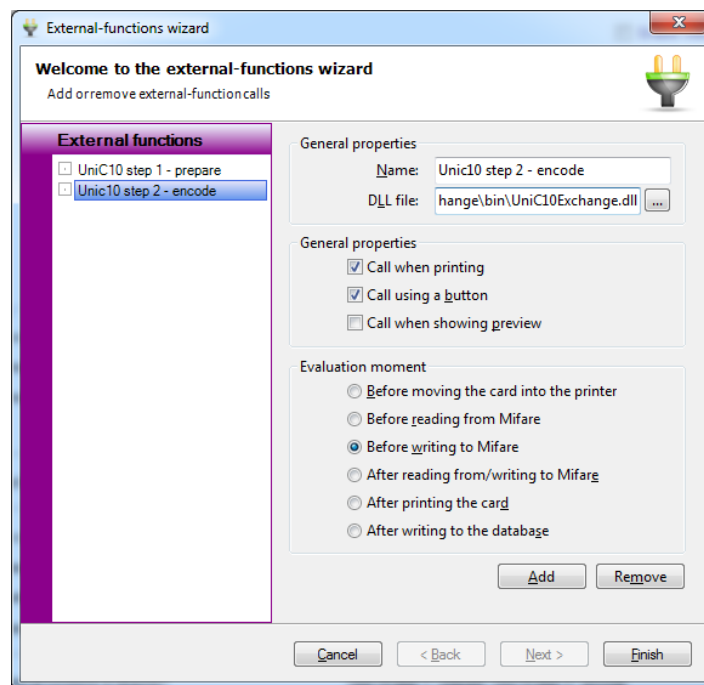 External-functions wizard
Welcome to the external-functions wizard
Add or remove external-function calls
External functions
UniC10 step 1 - prepare
Unic10 step 2 - encode
General properties
Name: Unic10 step 2 - encode
DLL file: hange\bin\UniC10Exchange.dll ...
General properties
Call when printing
Call using a button
Call when showing preview
Evaluation moment
Before moving the card into the printer
Before reading from Mifare
Before writing to Mifare
After reading from/writing to Mifare
After printing the card
After writing to the database
Add Remove
Cancel < Back Next > Finish